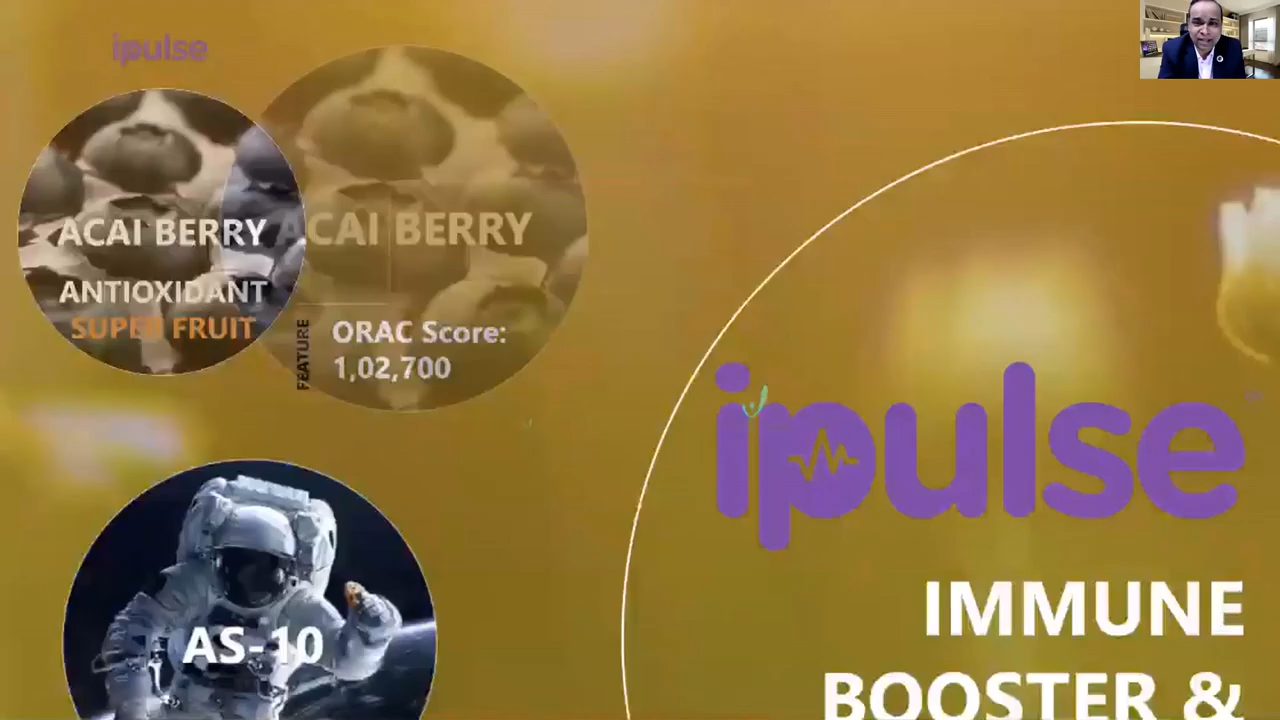 ipulse
ACAI BERRY
ANTIOXIDANT
SUPER FRUIT
ACAI BERRY
FEATURE
ORAC Score:
1,02,700
AS-10
ipulse
IMMUNE
BOOSTER &